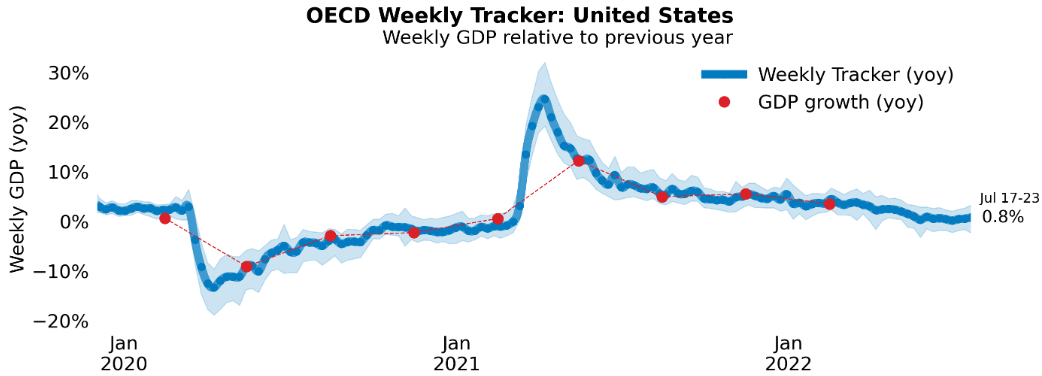 OECD Weekly Tracker: United States
Weekly GDP relative to previous year
Weekly GDP (yoy)
30%
20%
10%
0%
−10%
−20%
Weekly Tracker (yoy)
GDP growth (yoy)
Jul 17-23
0.8%
Jan
2020
Jan
2021
Jan
2022